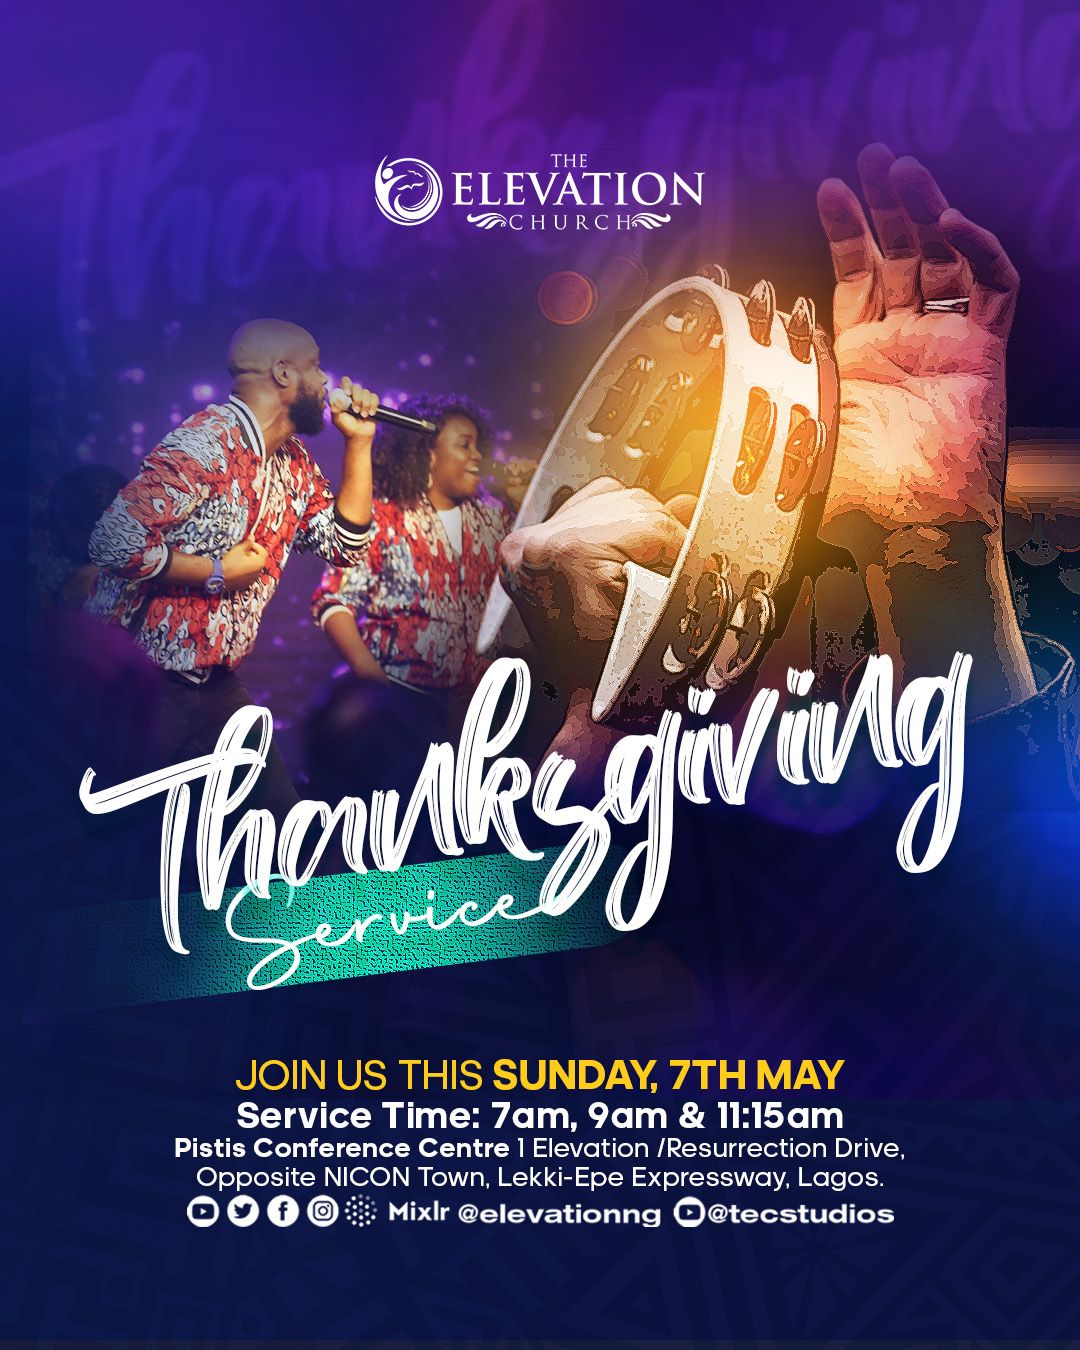 THE
ELEVATION
CHURCH
Thanksgiving
Service
JOIN US THIS SUNDAY, 7TH MAY
Service Time: 7am, 9am & 11:15am
Pistis Conference Centre 1 Elevation /Resurrection Drive,
Opposite NICON Town, Lekki-Epe Expressway, Lagos.
Mixlr @elevationng @tecstudios